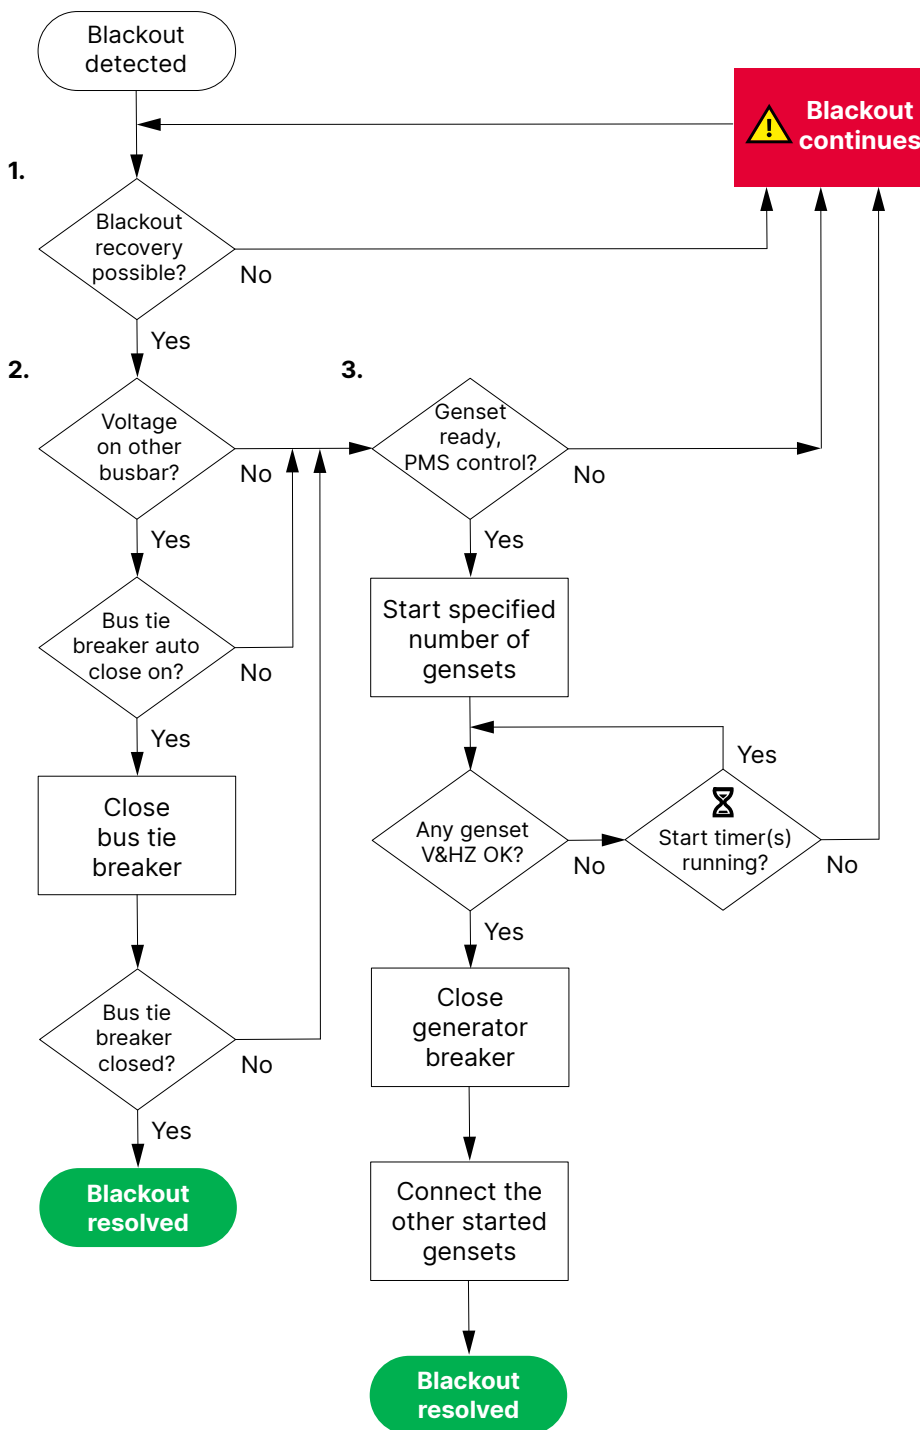 Blackout
detected
Blackout
continues
1.
Blackout
recovery
possible?
No
Yes
2.
Voltage
on other
busbar?
No
Yes
3.
Genset
ready,
PMS control?
No
Yes
Bus tie
breaker auto
close on?
No
Yes
Start specified
number of
gensets
Close
bus tie
breaker
Any genset
V&HZ OK?
No
Yes
Start timer(s)
running?
Yes
No
Bus tie
breaker
closed?
No
Yes
Close
generator
breaker
Blackout
resolved
Connect the
other started
gensets
Blackout
resolved